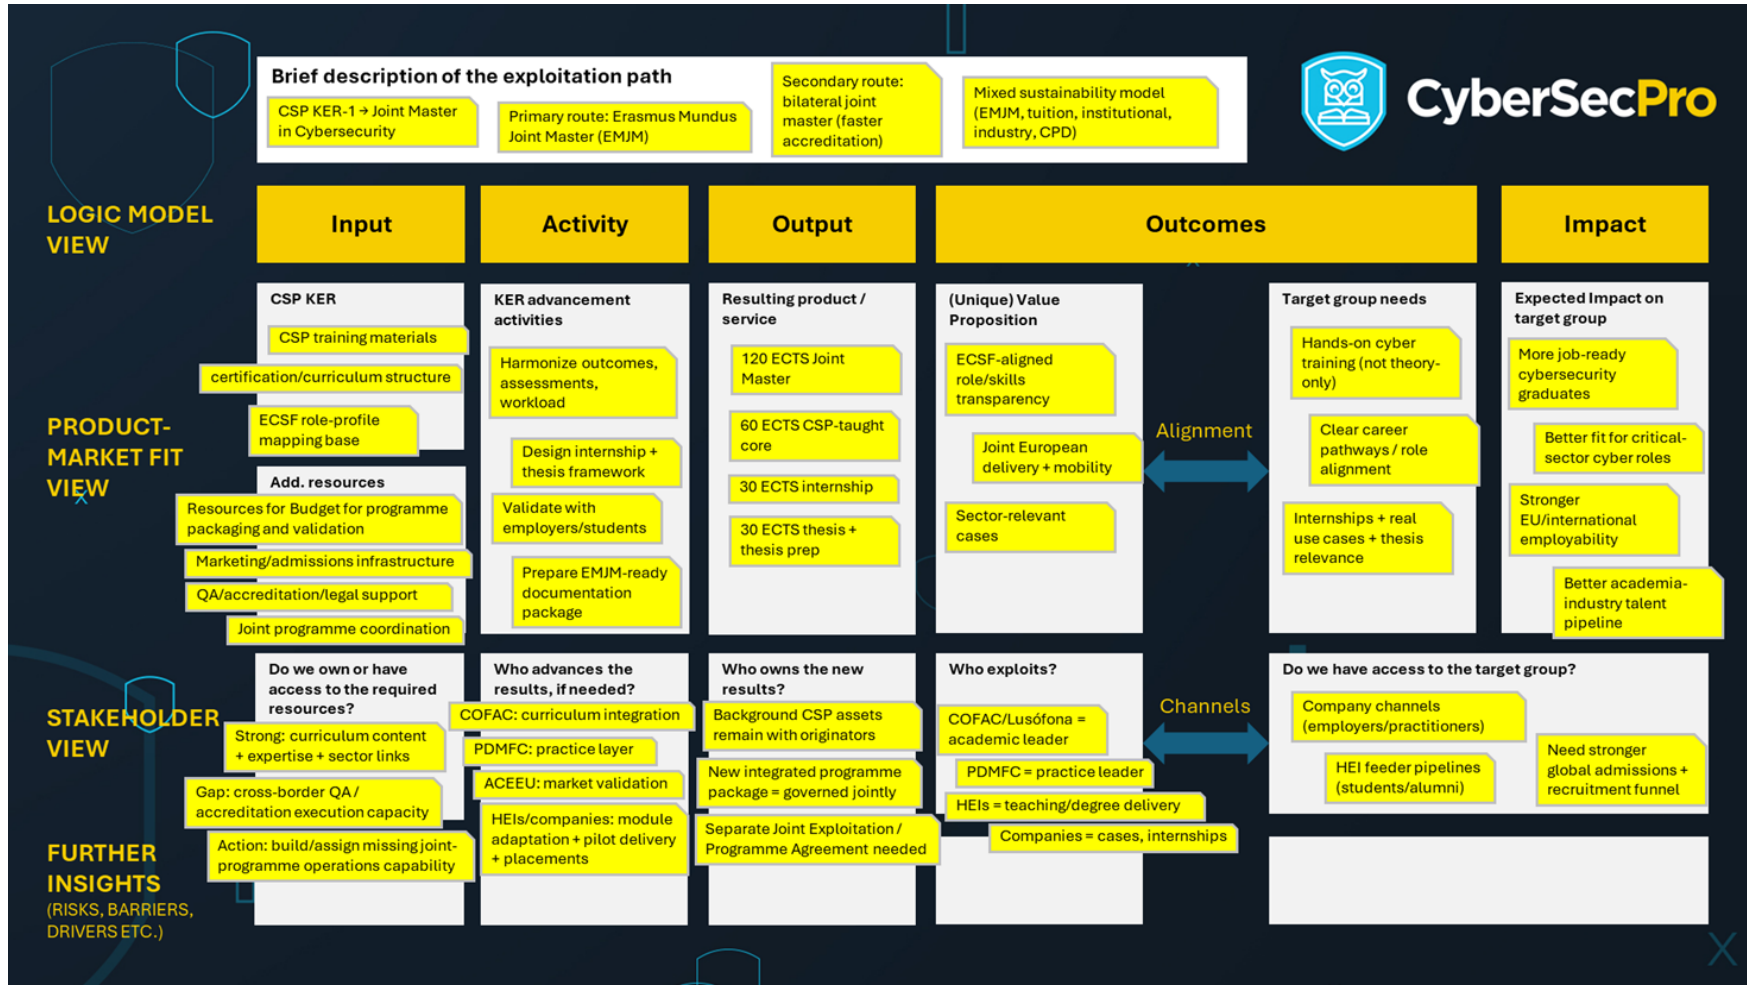 Brief description of the exploitation path
CSP KER-1 → Joint Master
in Cybersecurity
Primary route: Erasmus Mundus
Joint Master (EMJM)
Secondary route:
bilateral joint
master (faster
accreditation)
Mixed sustainability model
(EMJM, tuition, institutional,
industry, CPD)
CyberSecPro
LOGIC MODEL
VIEW
Input
Activity
Output
Outcomes
Impact
PRODUCT-
MARKET FIT
VIEW
CSP KER
CSP training materials
certification/curriculum structure
ECSF role-profile
mapping base
Add. resources
Resources for Budget for programme
packaging and validation
Marketing/admissions infrastructure
QA/accreditation/legal support
Joint programme coordination
KER advancement
activities
Harmonize outcomes,
assessments,
workload
Design internship +
thesis framework
Validate with
employers/students
Prepare EMJM-ready
documentation
package
Resulting product /
service
120 ECTS Joint
Master
60 ECTS CSP-taught
core
30 ECTS internship
30 ECTS thesis +
thesis prep
(Unique) Value
Proposition
ECSF-aligned
role/skills
transparency
Joint European
delivery + mobility
Sector-relevant
cases
Alignment
Target group needs
Hands-on cyber
training (not theory-
only)
Clear career
pathways / role
alignment
Internships + real
use cases + thesis
relevance
Expected Impact on
target group
More job-ready
cybersecurity
graduates
Better fit for critical-
sector cyber roles
Stronger
EU/international
employability
Better academia-
industry talent
pipeline
STAKEHOLDER
VIEW
Do we own or have
access to the required
resources?
Strong: curriculum content
+ expertise + sector links
Gap: cross-border QA /
accreditation execution capacity
Action: build/assign missing joint-
programme operations capability
Who advances the
results, if needed?
COFAC: curriculum integration
PDMFC: practice layer
ACEEU: market validation
HEIs/companies: module
adaptation + pilot delivery
+ placements
Who owns the new
results?
Background CSP assets
remain with originators
New integrated programme
package = governed jointly
Separate Joint Exploitation /
Programme Agreement needed
Who exploits?
COFAC/Lusófona =
academic leader
PDMFC = practice leader
HEIs = teaching/degree delivery
Companies = cases, internships
Channels
Do we have access to the target group?
Company channels
(employers/practitioners)
HEI feeder pipelines
(students/alumni)
Need stronger
global admissions +
recruitment funnel
FURTHER
INSIGHTS
(RISKS, BARRIERS,
DRIVERS ETC.)